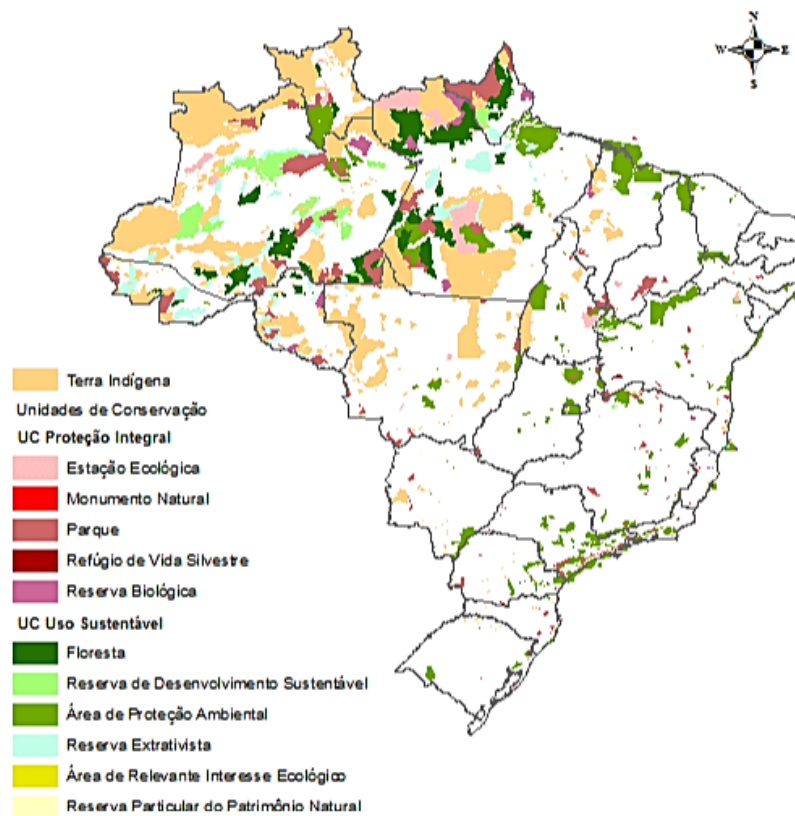 N
W E
S
Terra Indígena
Unidades de Conservação
UC Proteção Integral
Estação Ecológica
Monumento Natural
Parque
Refúgio de Vida Silvestre
Reserva Biológica
UC Uso Sustentável
Floresta
Reserva de Desenvolvimento Sustentável
Área de Proteção Ambiental
Reserva Extrativista
Área de Relevante Interesse Ecológico
Reserva Particular do Patrimônio Natural